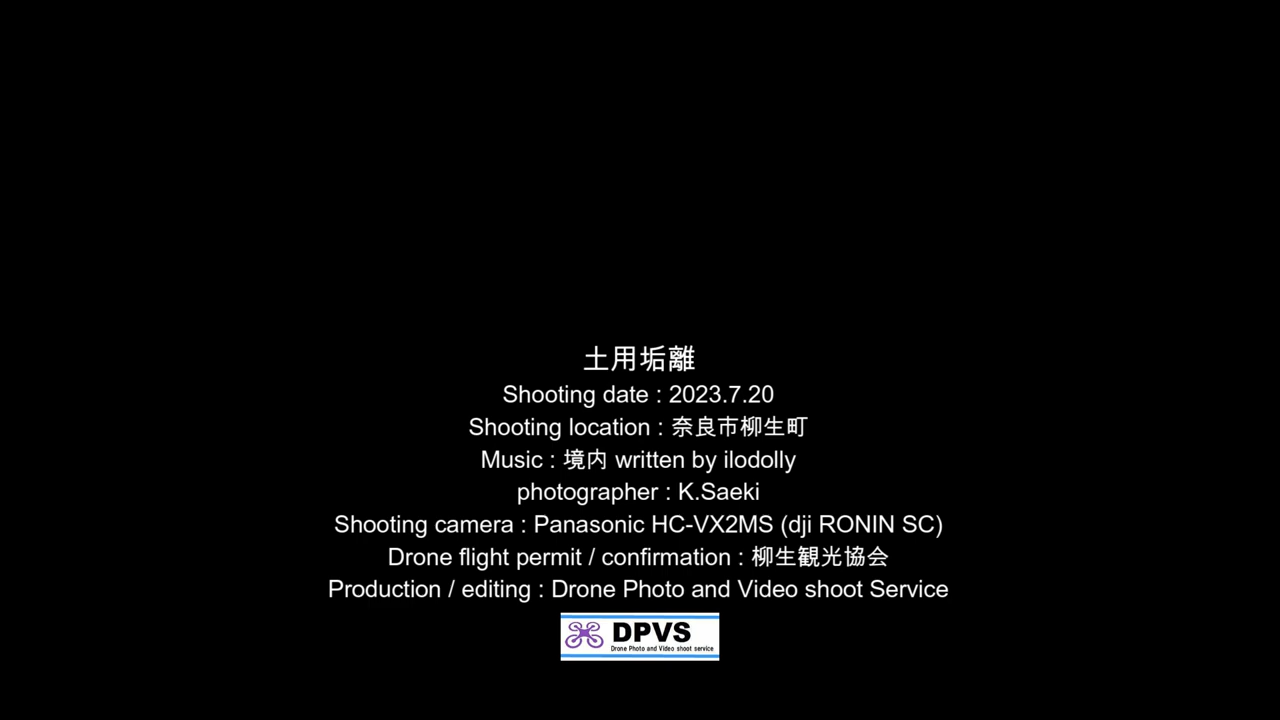 土用垢離
Shooting date : 2023.7.20
Shooting location : 奈良市柳生町
Music : 境内 written by ilodolly
photographer : K.Saeki
Shooting camera : Panasonic HC-VX2MS (dji RONIN SC)
Drone flight permit / confirmation : 柳生観光協会
Production / editing : Drone Photo and Video shoot Service
DPVS
Drone Photo and Video shoot service